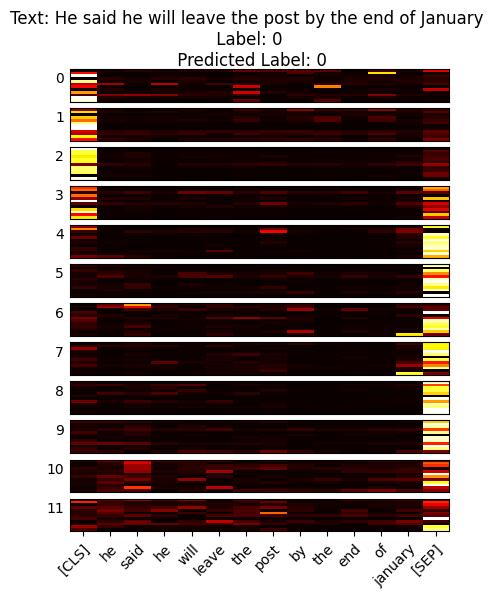 Text: He said he will leave the post by the end of January
Label: 0
Predicted Label: 0
0
1
2
3
4
5
6
7
8
9
10
11
[CLS]
he
said
he
will
leave
the
post
by
the
end
of
january
[SEP]